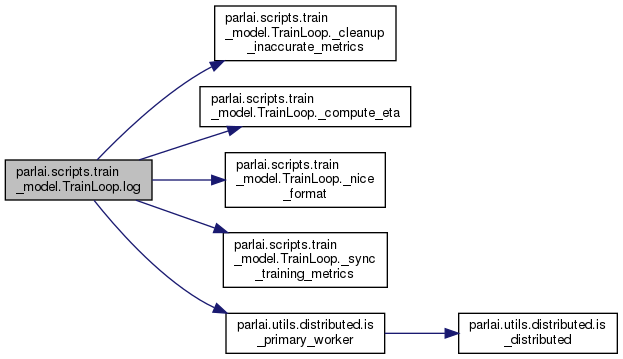 parlai.scripts.train
_model.TrainLoop._cleanup
_inaccurate_metrics
parlai.scripts.train
_model.TrainLoop._compute_eta
parlai.scripts.train
_model.TrainLoop.log
parlai.scripts.train
_model.TrainLoop._nice
_format
parlai.scripts.train
_model.TrainLoop._sync
_training_metrics
parlai.utils.distributed.is
_primary_worker
parlai.utils.distributed.is
_distributed